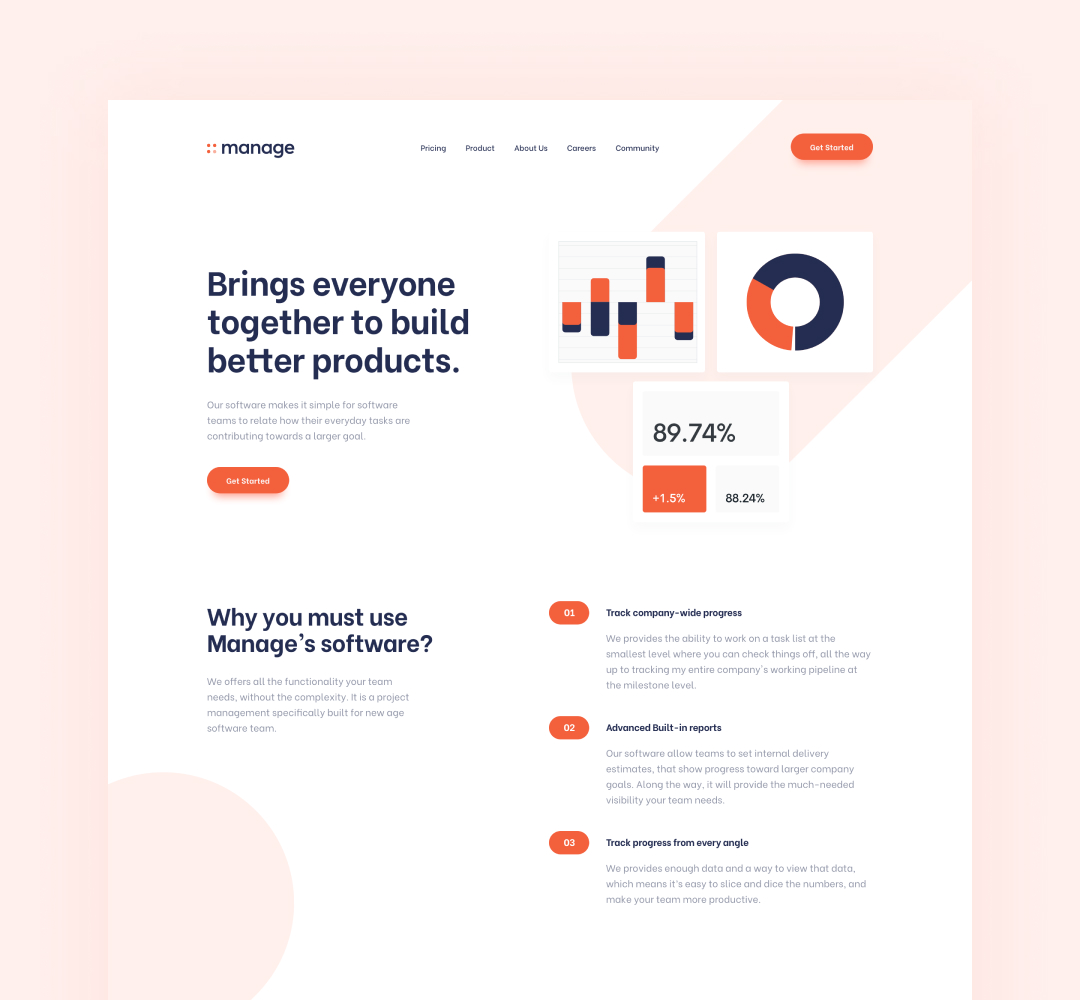 manage
Pricing Product About Us Careers Community
Get Started
Brings everyone
together to build
better products.
Our software makes it simple for software
teams to relate how their everyday tasks are
contributing towards a larger goal.
Get Started
89.74%
+1.5% 88.24%
Why you must use
Manage's software?
We offers all the functionality your team
needs, without the complexity. It is a project
management specifically built for new age
software team.
01 Track company-wide progress
We provides the ability to work on a task list at the
smallest level where you can check things off, all the way
up to tracking my entire company's working pipeline at
the milestone level.
02 Advanced Built-in reports
Our software allow teams to set internal delivery
estimates, that show progress toward larger company
goals. Along the way, it will provide the much-needed
visibility your team needs.
03 Track progress from every angle
We provides enough data and a way to view that data,
which means it's easy to slice and dice the numbers, and
make your team more productive.